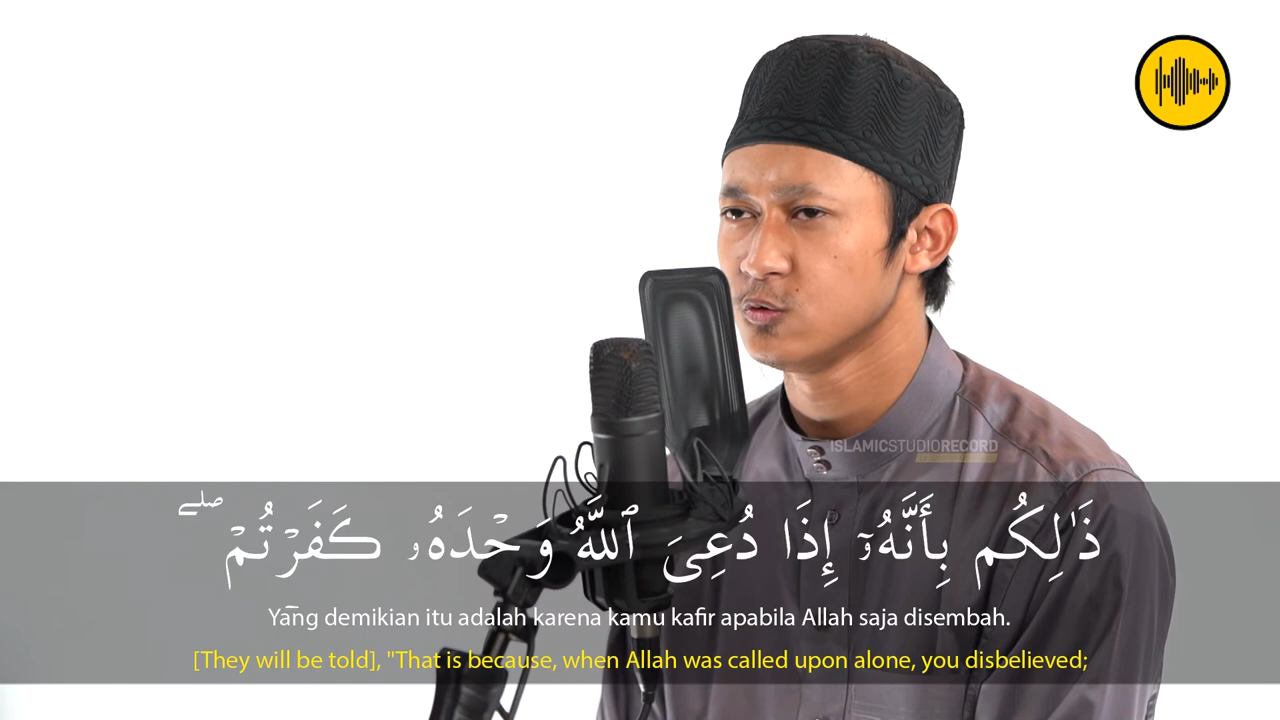 ISLAMICSTUDIORECORD
ذَٰلِكُم بِأَنَّهُۥٓ إِذَا دُعِىَ ٱللَّهُ وَحْدَهُۥ كَفَرْتُمْ ۖ
Yang demikian itu adalah karena kamu kafir apabila Allah saja disembah.
[They will be told], "That is because, when Allah was called upon alone, you disbelieved;